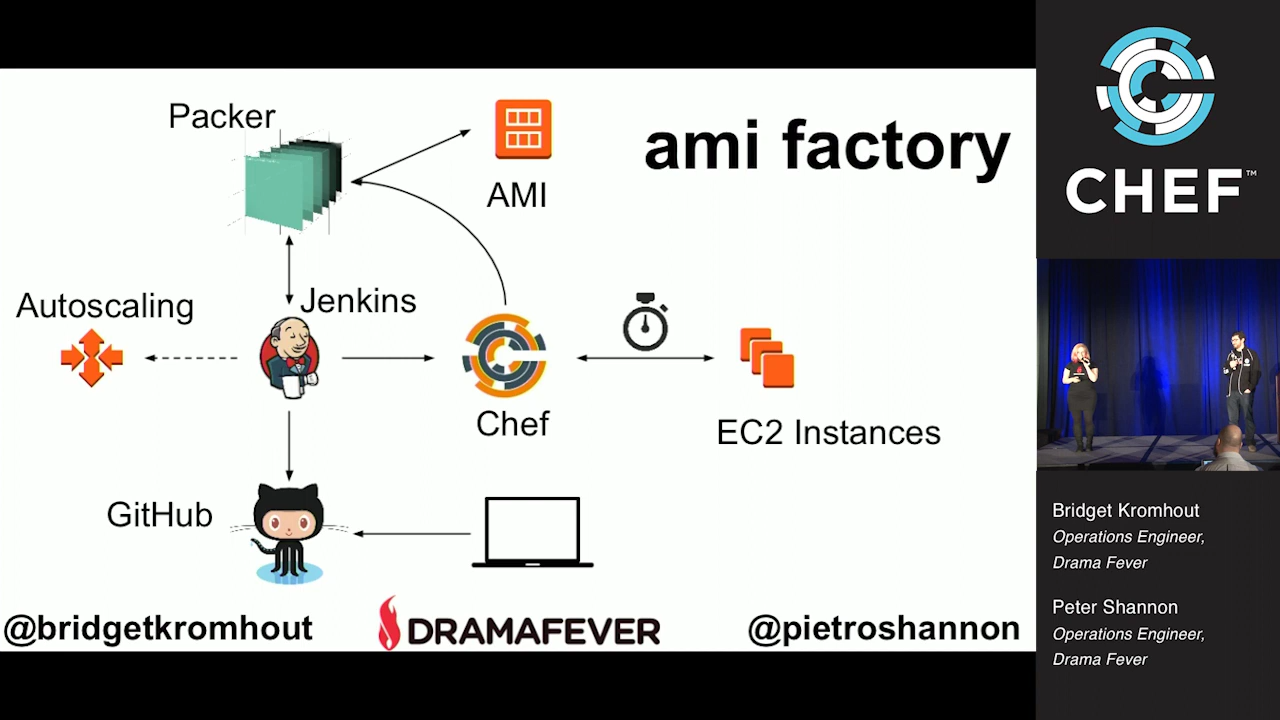 Packer
ami factory
AMI
Autoscaling
Jenkins
Chef
EC2 Instances
GitHub
@bridgetkromhout
DRAMAFEVER
@pietroshannon
CHEF™
Bridget Kromhout
Operations Engineer,
Drama Fever
Peter Shannon
Operations Engineer,
Drama Fever